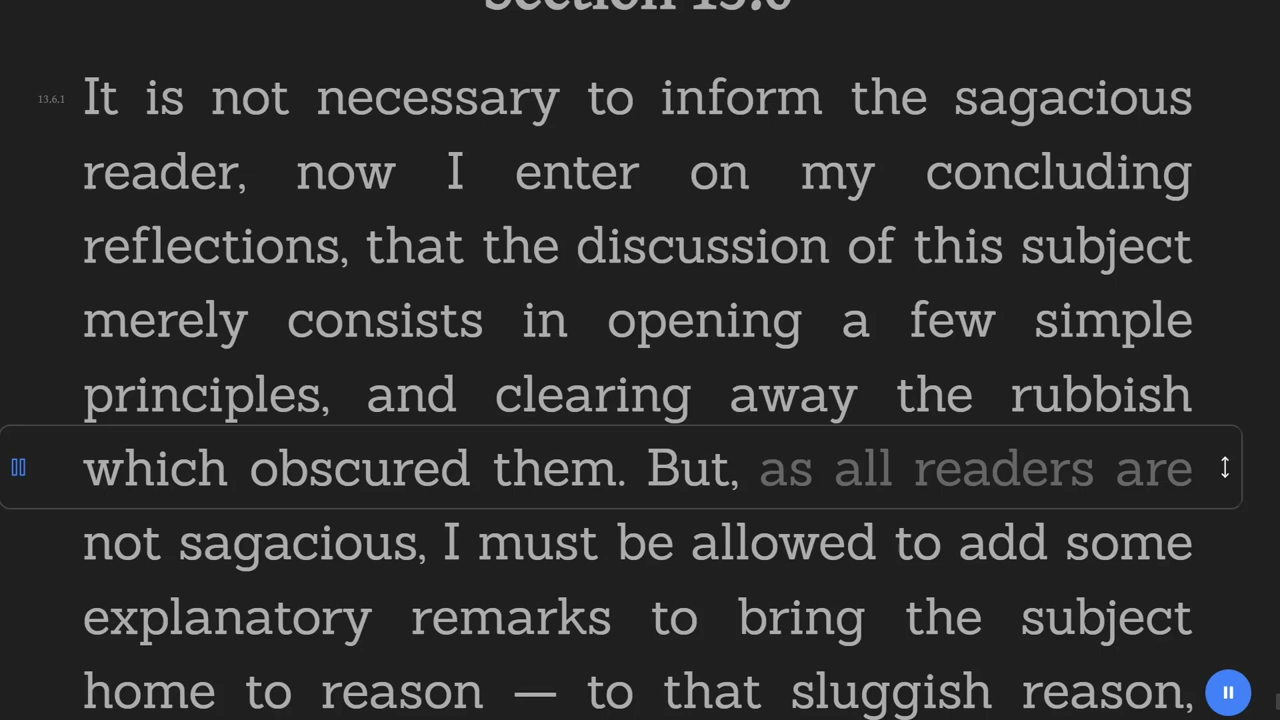 Section 13.6
13.6.1
It is not necessary to inform the sagacious
reader, now I enter on my concluding
reflections, that the discussion of this subject
merely consists in opening a few simple
principles, and clearing away the rubbish
which obscured them. But, as all readers are
not sagacious, I must be allowed to add some
explanatory remarks to bring the subject
home to reason — to that sluggish reason,